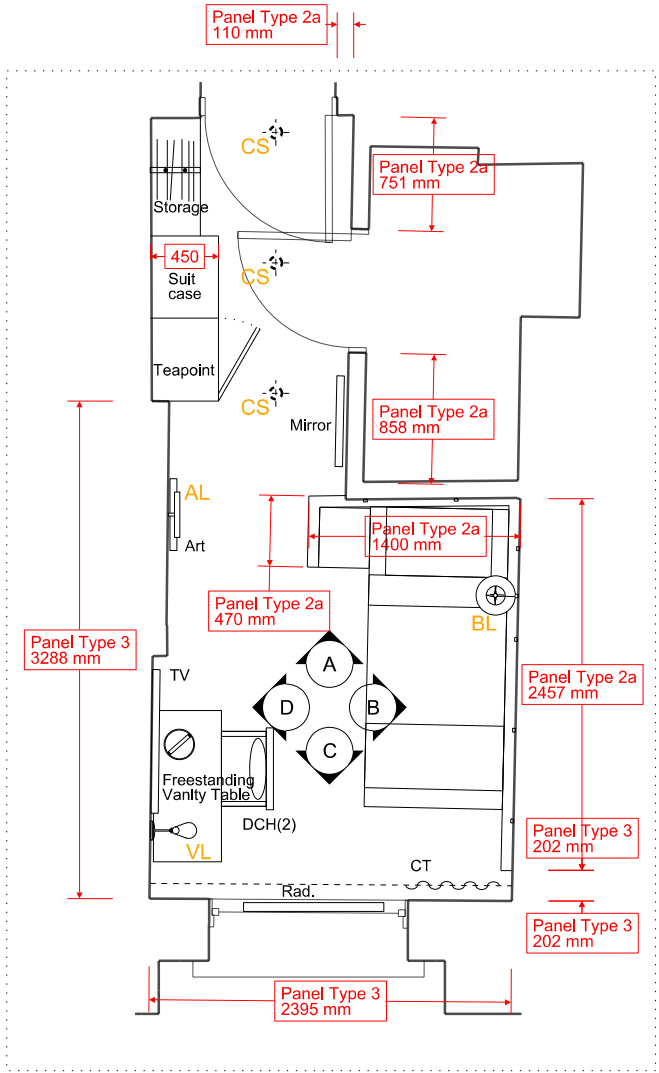 Panel Type 2a
110 mm
CS
Panel Type 2a
751 mm
Storage
450
CS
Suit
case
Teapoint
CS
Mirror
Panel Type 2a
858 mm
AL
Art
Panel Type 2a
1400 mm
Panel Type 2a
470 mm
BL
Panel Type 3
3288 mm
TV
A
D
B
C
Panel Type 2a
2457 mm
Freestanding
Vanity Table
DCH(2)
VL
Panel Type 3
202 mm
CT
Rad.
Panel Type 3
202 mm
Panel Type 3
2395 mm